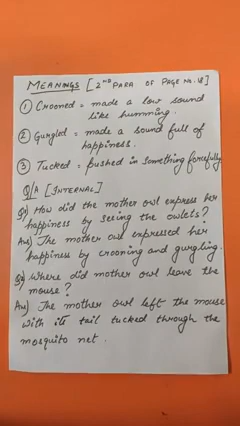 MEANINGS [2ND PARA OF PAGE No. 18]
① Crooned = made a low sound
like humming.
② Gurgled = made a sound full of
happiness.
③ Tucked = pushed in something forcefully
Q/A [INTERNAL]
Q1) How did the mother owl express her
happiness by seeing the owlets?
Ans) The mother owl expressed her
happiness by crooning and gurgling.
Q2) Where did mother owl leave the
mouse?
Ans) The mother owl left the mouse
with its tail tucked through the
mosquito net.